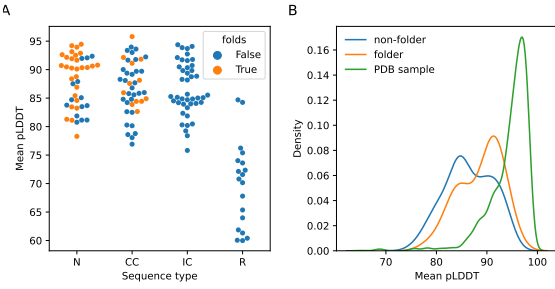 A
folds
False
True
95
90
85
80
75
70
65
60
Mean pLDDT
N
CC
IC
R
Sequence type
B
non-folder
folder
PDB sample
0.16
0.14
0.12
0.10
0.08
0.06
0.04
0.02
0.00
Density
70
80
90
100
Mean pLDDT